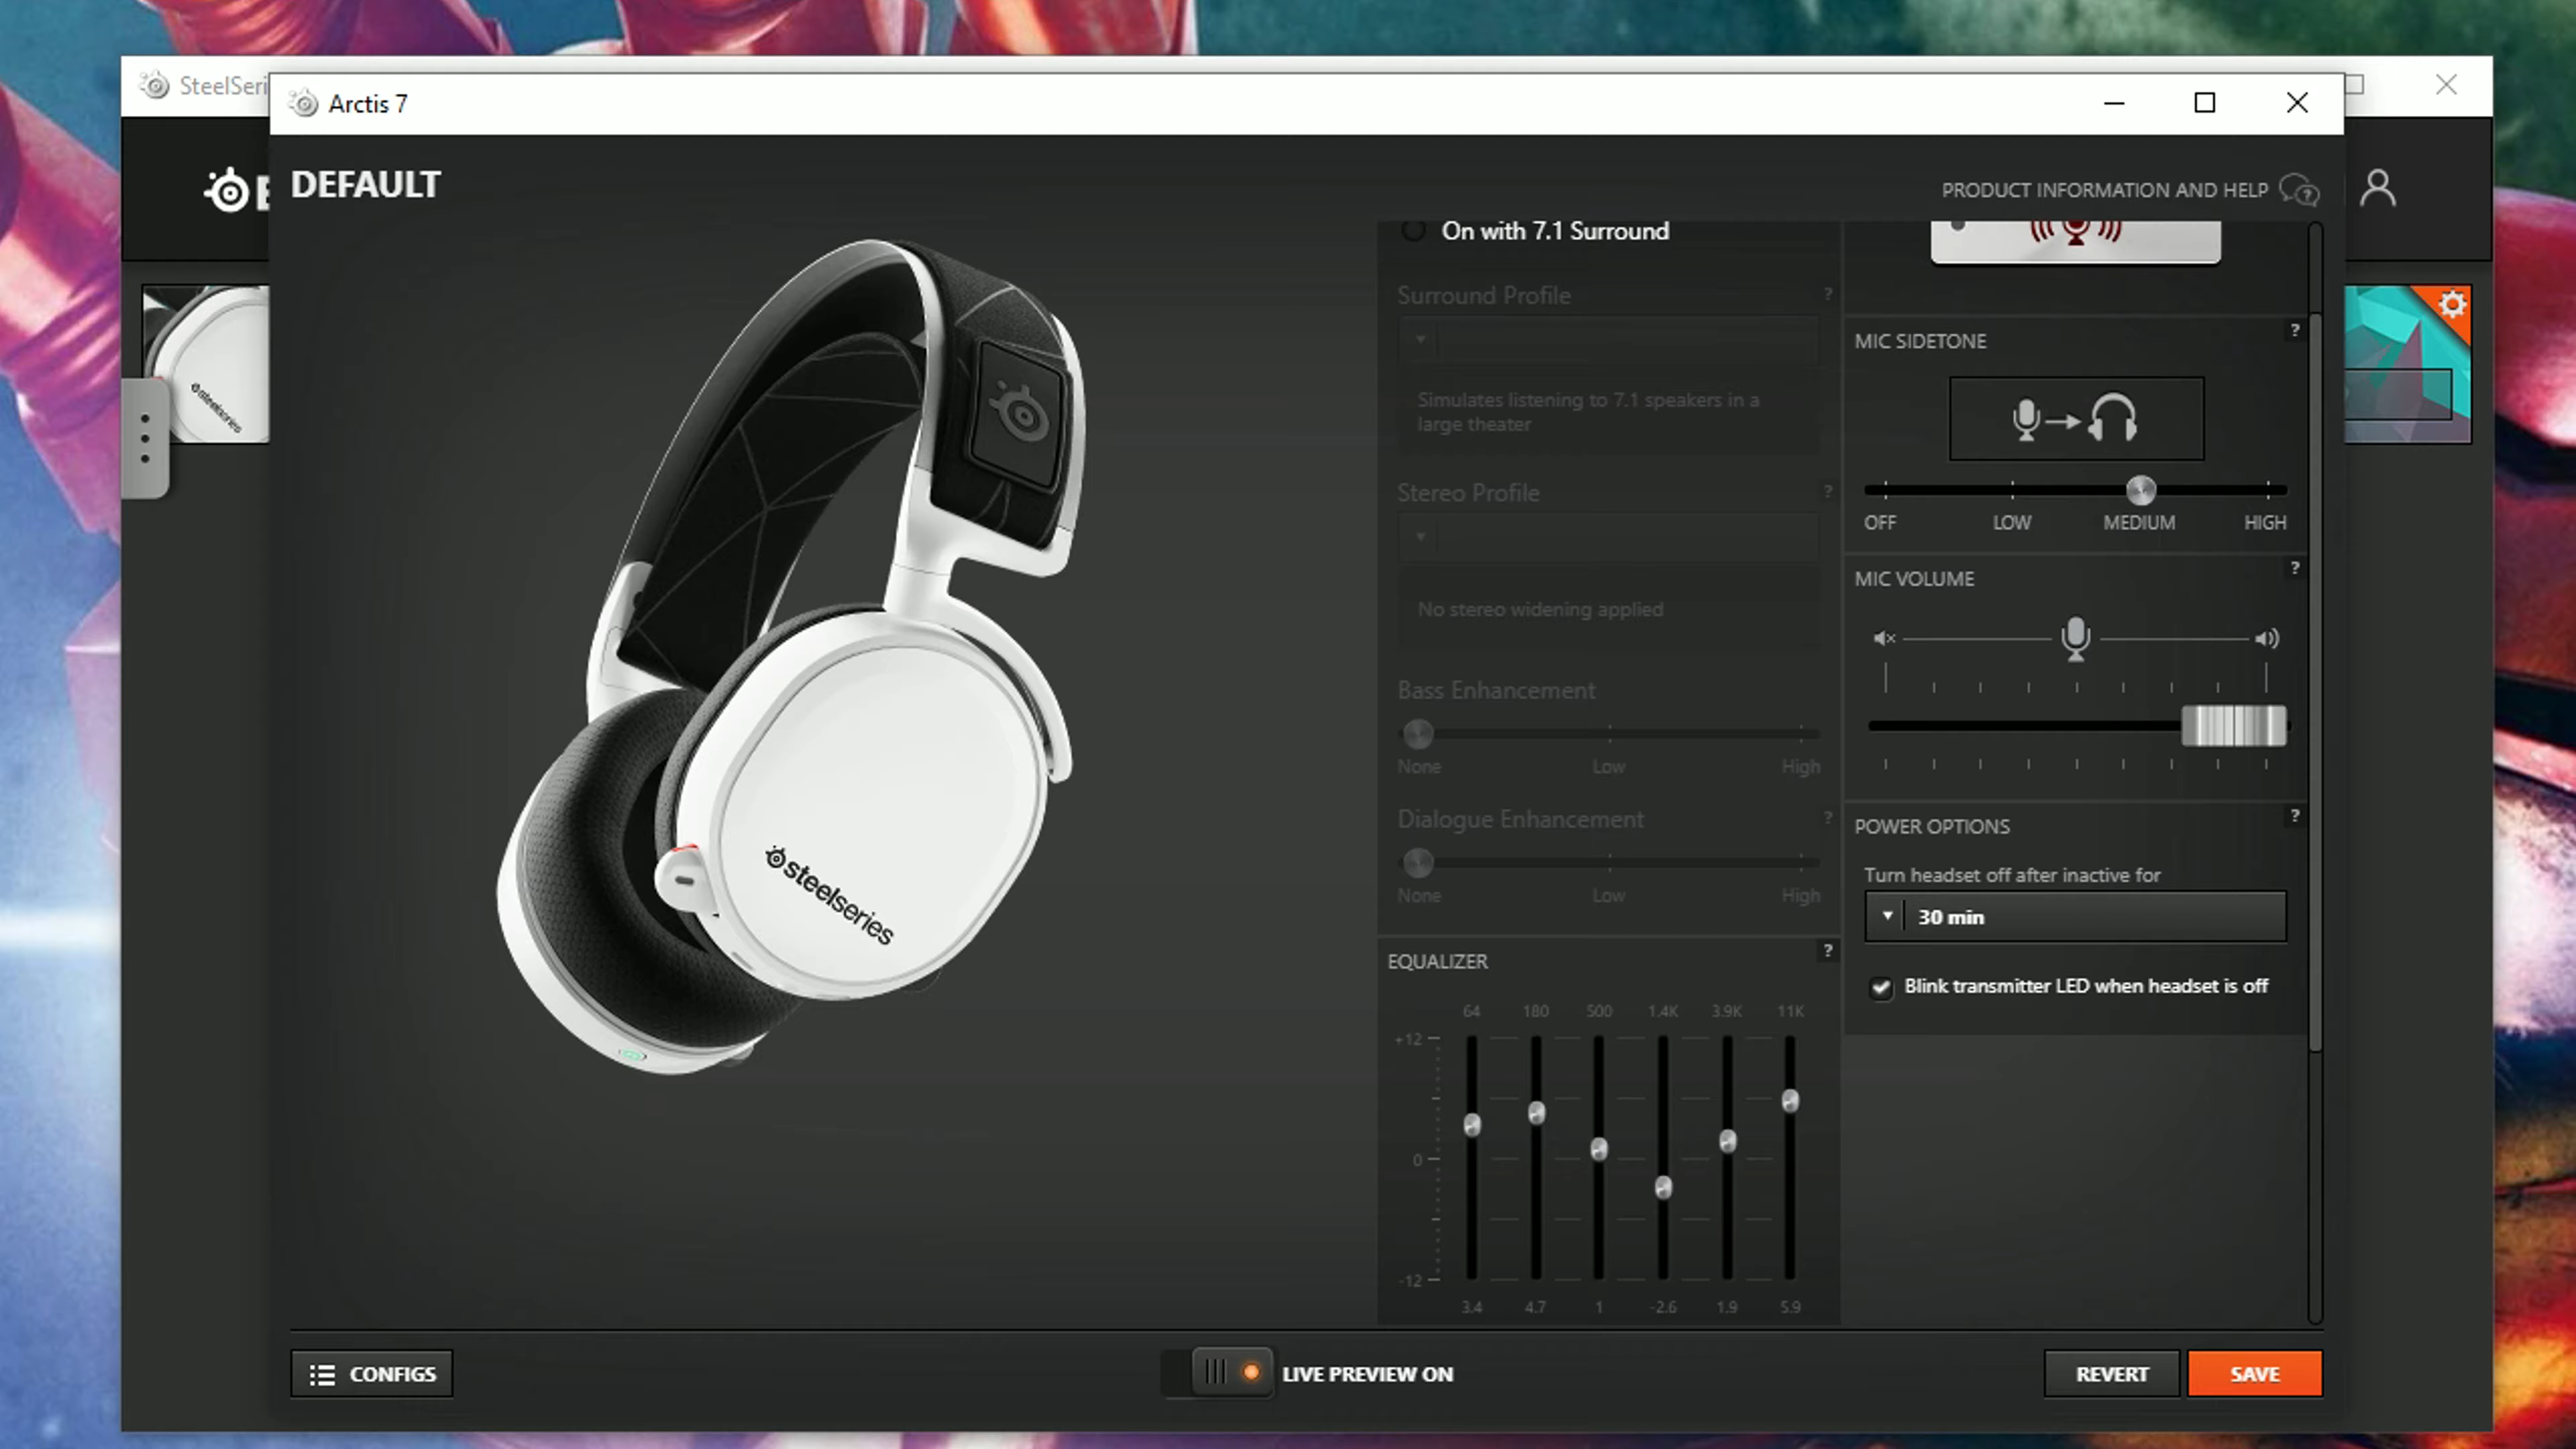 SteelSeri
Arctis 7
DEFAULT
PRODUCT INFORMATION AND HELP
On with 7.1 Surround
Surround Profile ?
Simulates listening to 7.1 speakers in a
large theater
Stereo Profile ?
No stereo widening applied
Bass Enhancement
None Low High
Dialogue Enhancement ?
None Low High
EQUALIZER ?
64 180 500 1.4K 3.9K 11K
+12
0
-12
3.4 4.7 1 -2.6 1.9 5.9
MIC SIDETONE ?
OFF LOW MEDIUM HIGH
MIC VOLUME ?
POWER OPTIONS ?
Turn headset off after inactive for
30 min
Blink transmitter LED when headset is off
steelseries
steelseries
CONFIGS
LIVE PREVIEW ON
REVERT
SAVE